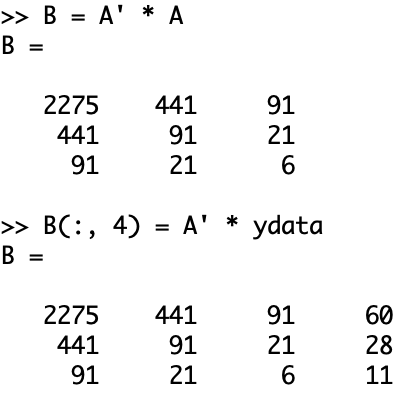 >> B = A' * A
B =
2275 441 91
441 91 21
91 21 6
>> B(:, 4) = A' * ydata
B =
2275 441 91 60
441 91 21 28
91 21 6 11